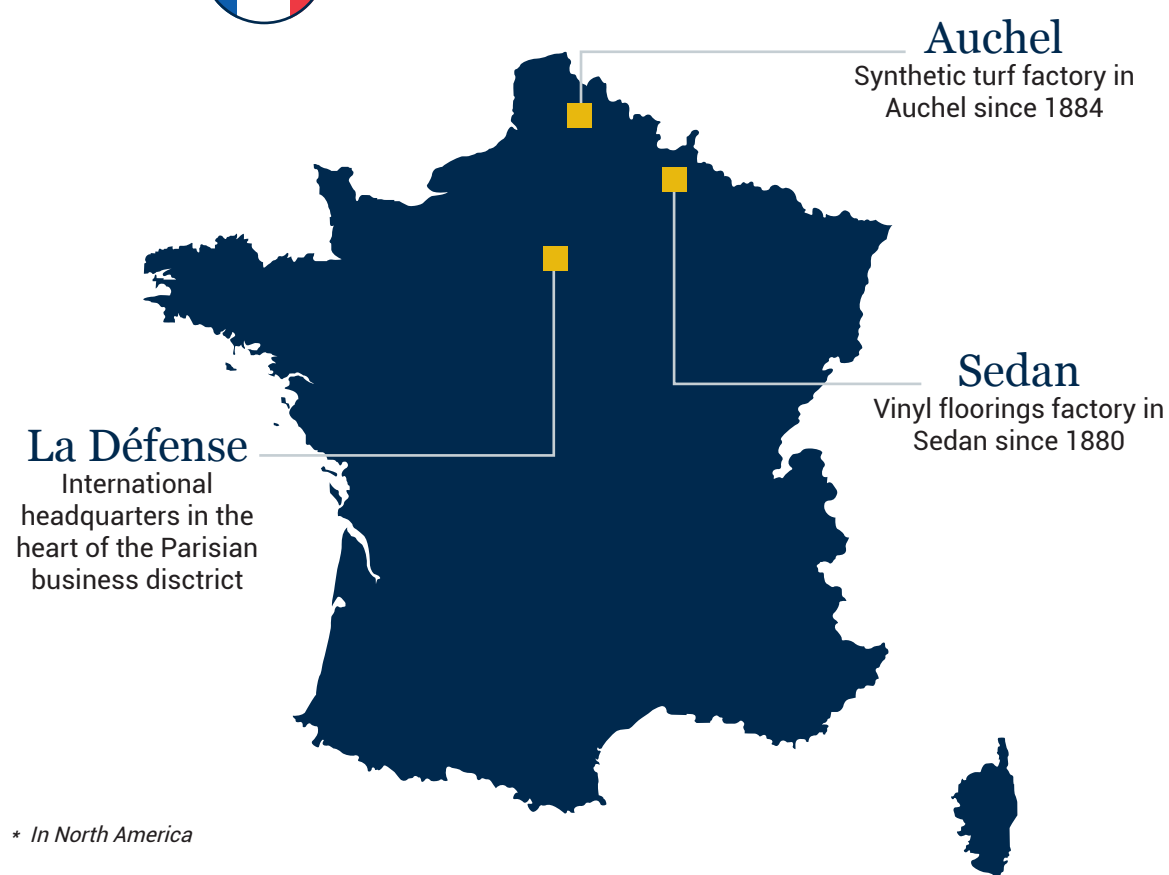 Auchel
Synthetic turf factory in
Auchel since 1884
Sedan
Vinyl floorings factory in
Sedan since 1880
La Défense
International
headquarters in the
heart of the Parisian
business disctrict
* In North America